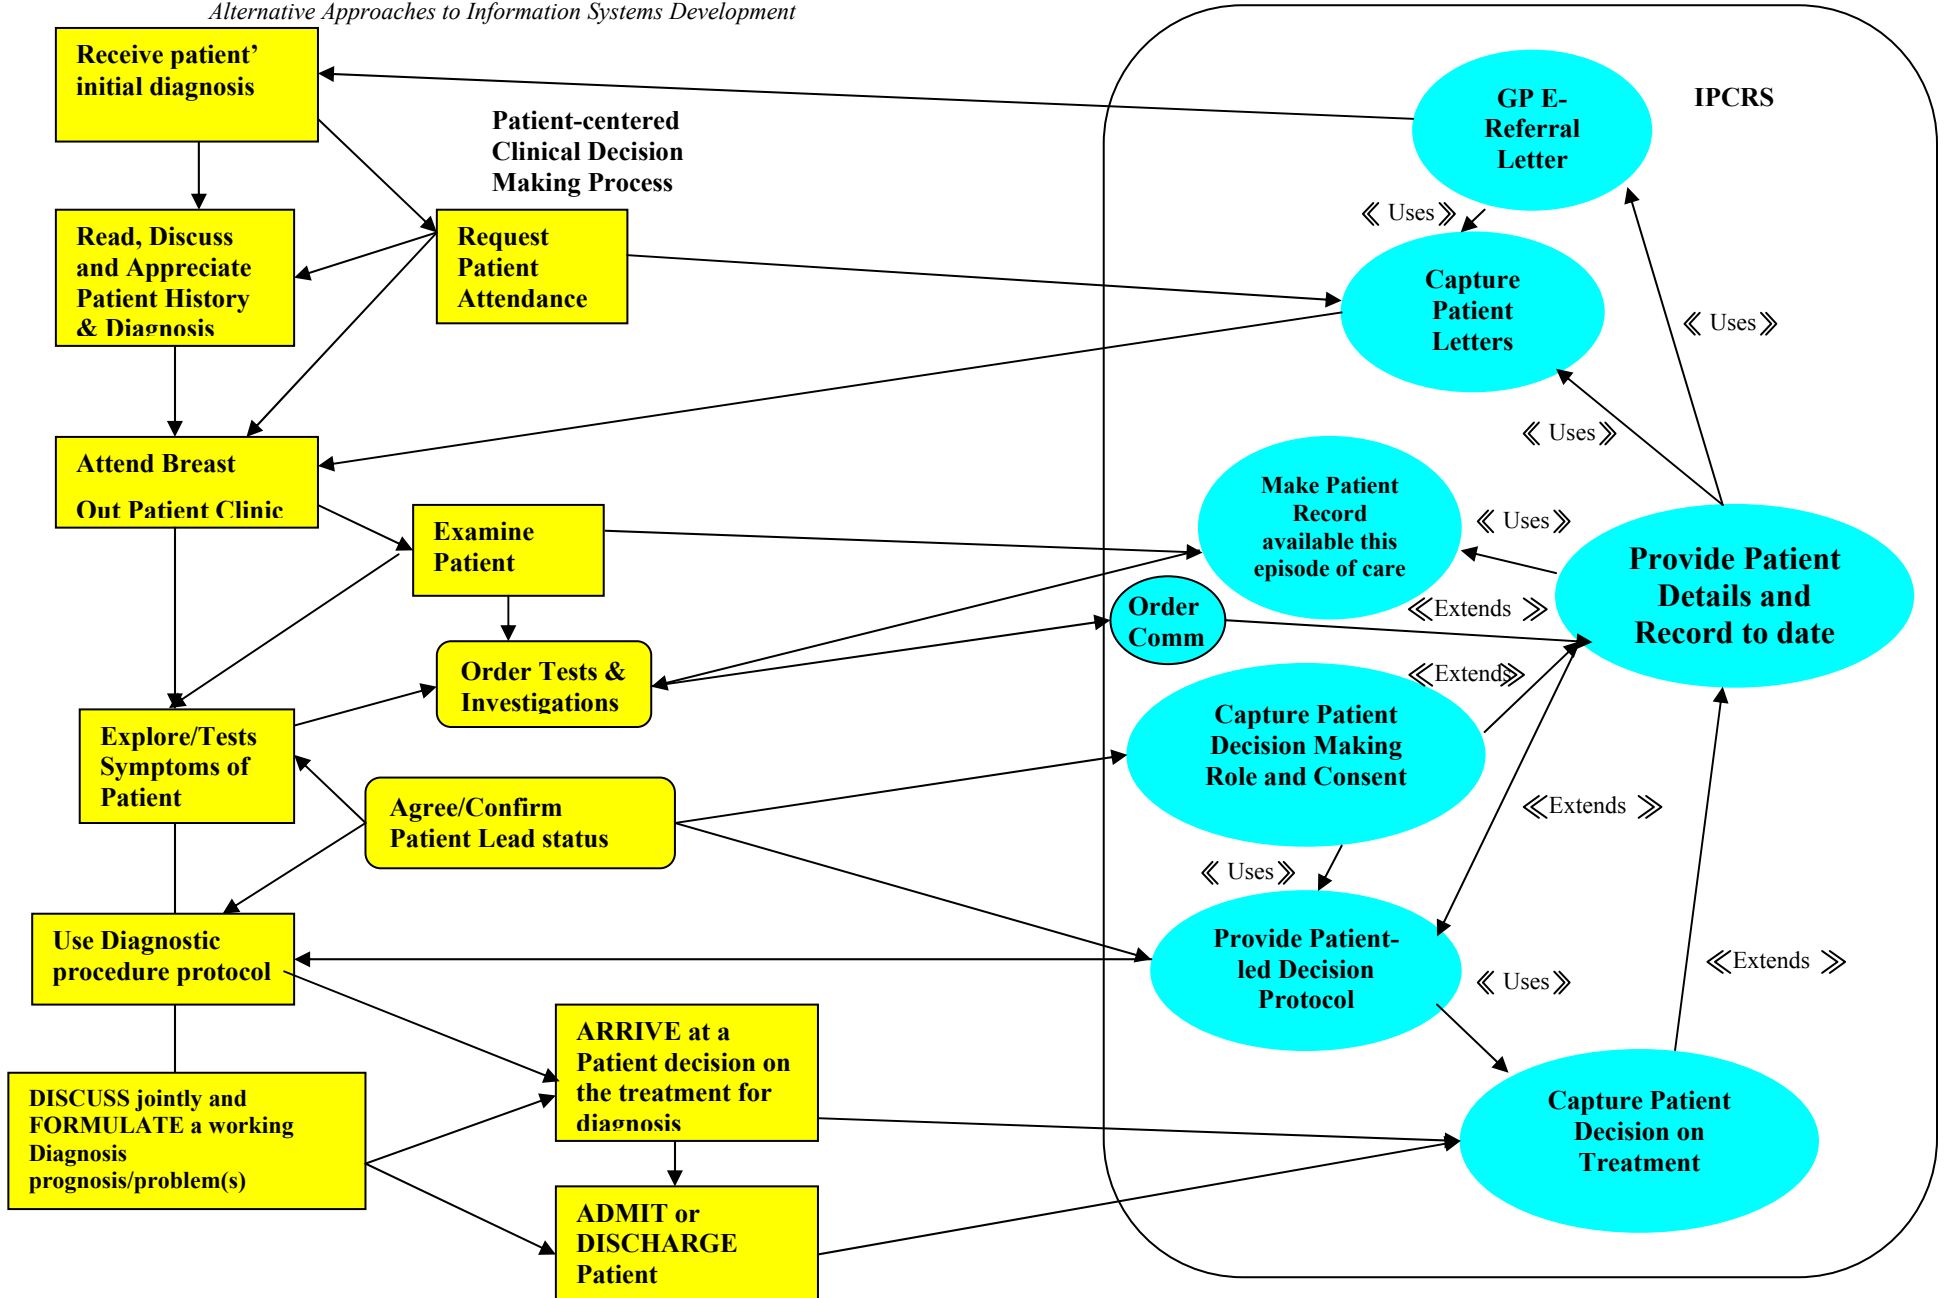 Alternative Approaches to Information Systems Development
Receive patient’
initial diagnosis
Patient-centered
Clinical Decision
Making Process
GP E-
Referral
Letter
IPCRS
Read, Discuss
and Appreciate
Patient History
& Diagnosis
Request
Patient
Attendance
《 Uses》
Capture
Patient
Letters
《 Uses》
《 Uses》
Attend Breast
Out Patient Clinic
Examine
Patient
Make Patient
Record
available this
episode of care
《 Uses》
Provide Patient
Details and
Record to date
Order
Comm
《Extends 》
Order Tests &
Investigations
《Extends》
Explore/Tests
Symptoms of
Patient
Capture Patient
Decision Making
Role and Consent
Agree/Confirm
Patient Lead status
《Extends 》
《 Uses》
Use Diagnostic
procedure protocol
Provide Patient-
led Decision
Protocol
《 Uses》
《Extends 》
ARRIVE at a
Patient decision on
the treatment for
diagnosis
DISCUSS jointly and
FORMULATE a working
Diagnosis
prognosis/problem(s)
Capture Patient
Decision on
Treatment
ADMIT or
DISCHARGE
Patient